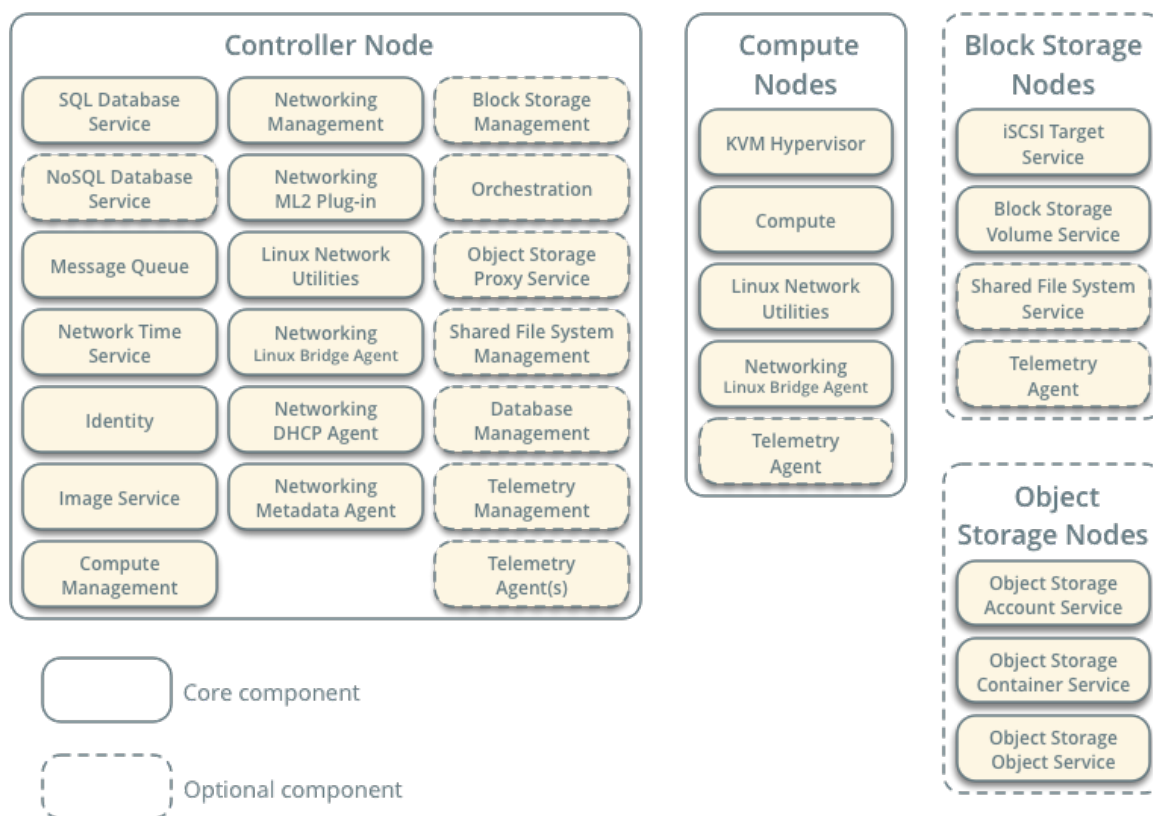 Controller Node
SQL Database
Service
NoSQL Database
Service
Message Queue
Network Time
Service
Identity
Image Service
Compute
Management
Networking
Management
Networking
ML2 Plug-in
Linux Network
Utilities
Networking
Linux Bridge Agent
Networking
DHCP Agent
Networking
Metadata Agent
Block Storage
Management
Orchestration
Object Storage
Proxy Service
Shared File System
Management
Database
Management
Telemetry
Management
Telemetry
Agent(s)
Compute
Nodes
KVM Hypervisor
Compute
Linux Network
Utilities
Networking
Linux Bridge Agent
Telemetry
Agent
Block Storage
Nodes
iSCSI Target
Service
Block Storage
Volume Service
Shared File System
Service
Telemetry
Agent
Object
Storage Nodes
Object Storage
Account Service
Object Storage
Container Service
Object Storage
Object Service
Core component
Optional component